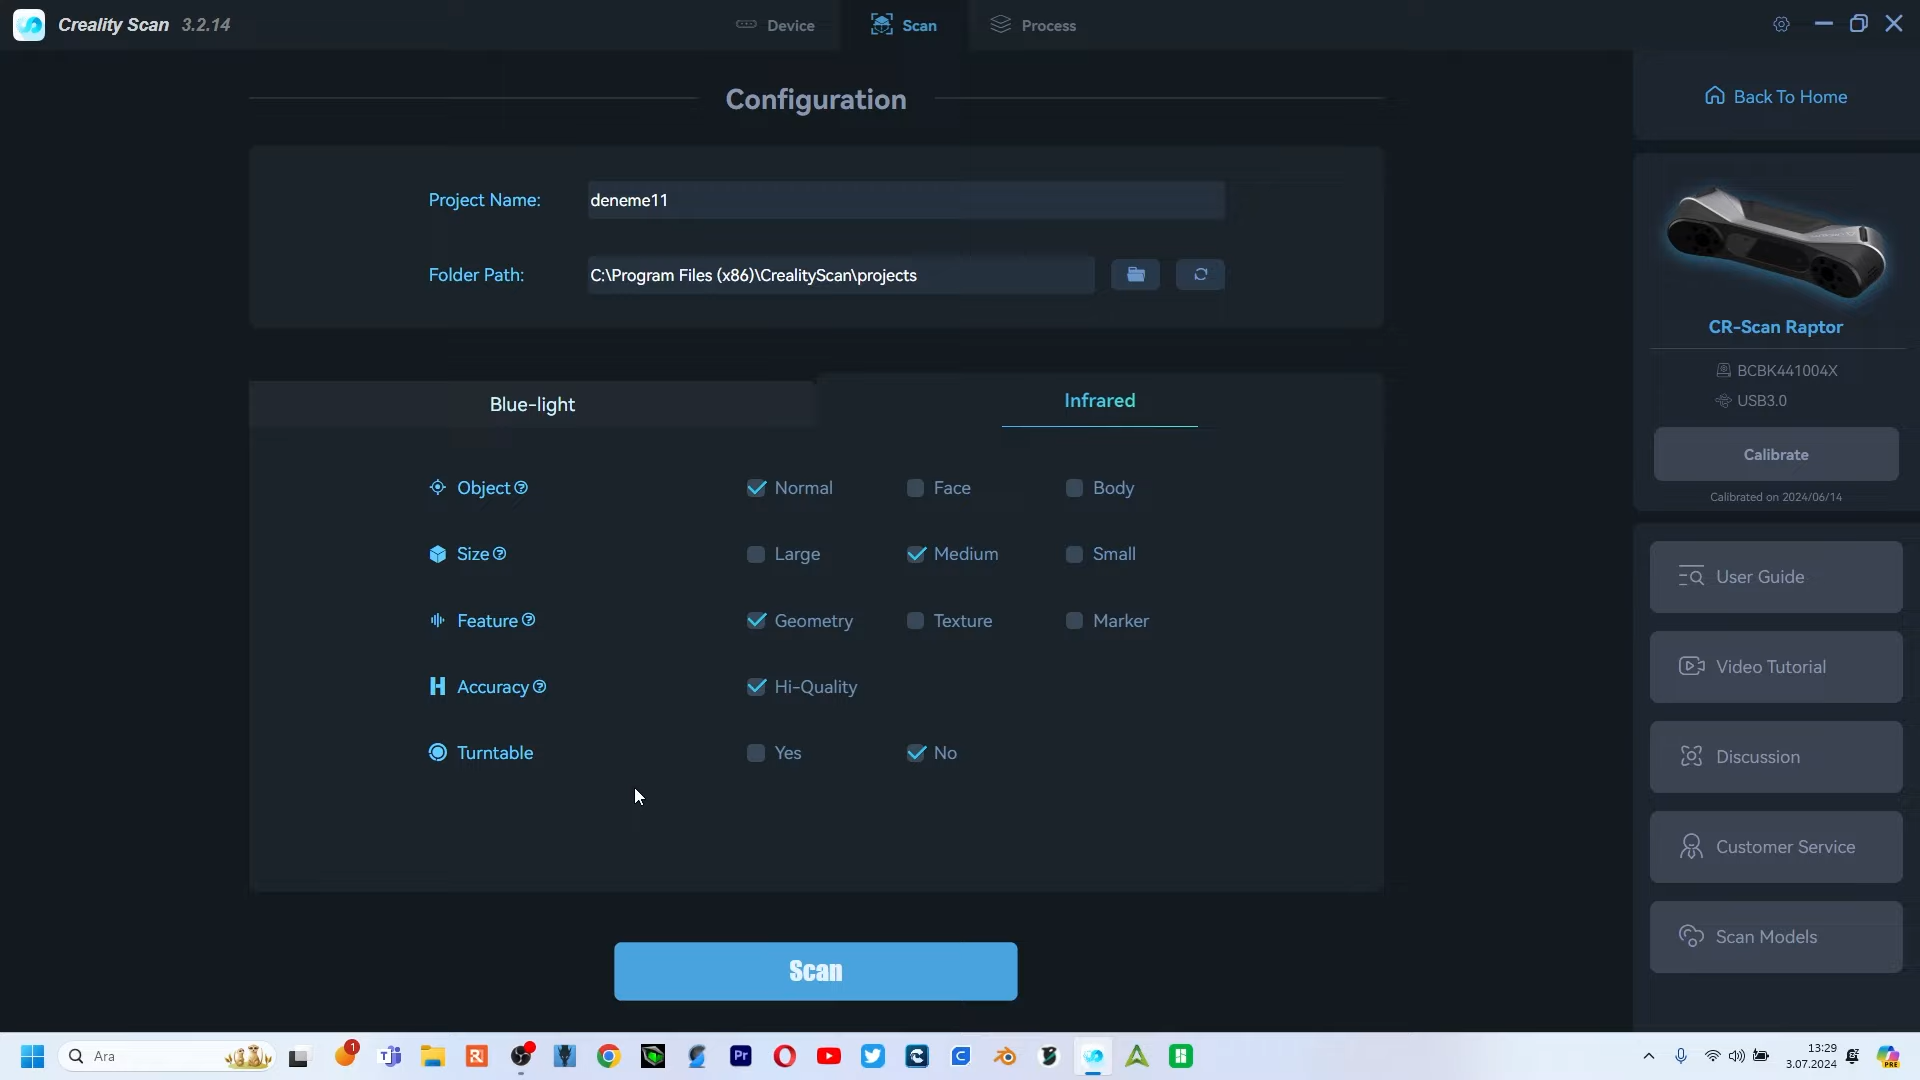 Creality Scan 3.2.14
Device
Scan
Process
Configuration
Back To Home
Project Name:
deneme11
Folder Path:
C:\Program Files (x86)\CrealityScan\projects
CR-Scan Raptor
BCBK441004X
USB3.0
Calibrate
Calibrated on 2024/06/14
Blue-light
Infrared
Object
Normal
Face
Body
Size
Large
Medium
Small
Feature
Geometry
Texture
Marker
Accuracy
Hi-Quality
Turntable
Yes
No
User Guide
Video Tutorial
Discussion
Customer Service
Scan Models
Scan
Ara
1
Pr
13:29
3.07.2024
PRE